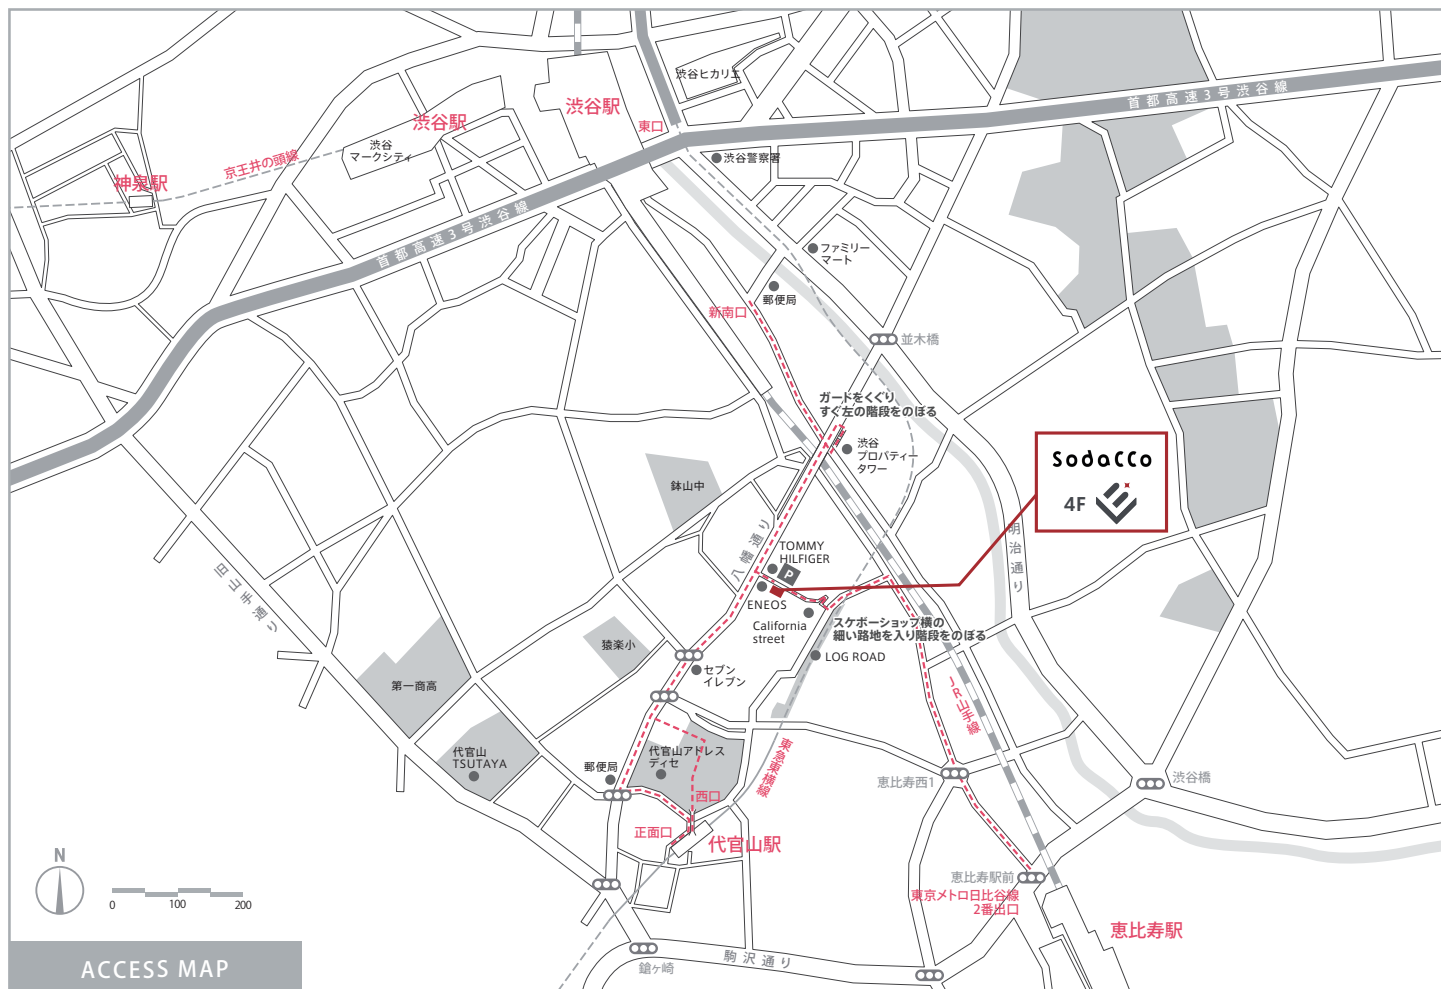 渋谷ヒカリエ
首都高速3号渋谷線
渋谷駅
渋谷駅
東口
渋谷
マークシティ
渋谷警察署
京王井の頭線
神泉駅
首都高速3号渋谷線
ファミリー
マート
郵便局
新南口
並木橋
ガードをくぐり
すぐ左の階段をのぼる
渋谷
プロパティー
タワー
sodacco
4F
鉢山中
八幡通り
明治通り
TOMMY
HILFIGER
P
ENEOS
California
street
スケボーショップ横の
細い路地を入り階段をのぼる
LOG ROAD
旧山手通り
猿楽小
セブン
イレブン
第一商高
JR山手線
代官山
TSUTAYA
代官山アドレス
ディセ
郵便局
東急東横線
西口
正面口
代官山駅
恵比寿西1
渋谷橋
恵比寿駅前
東京メトロ日比谷線
2番出口
恵比寿駅
N
0
100
200
駒沢通り
鎗ヶ崎
ACCESS MAP